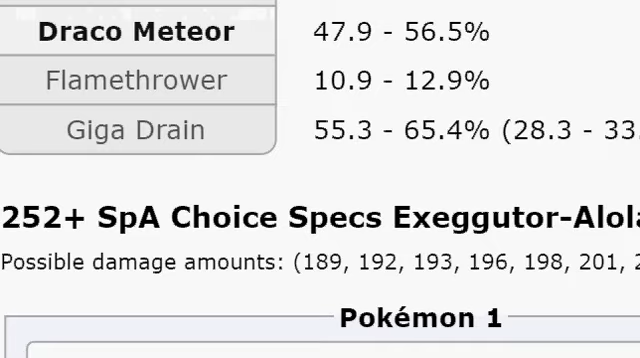 Draco Meteor 47.9 - 56.5%
Flamethrower 10.9 - 12.9%
Giga Drain 55.3 - 65.4% (28.3 - 33.
252+ SpA Choice Specs Exeggutor-Alol
Possible damage amounts: (189, 192, 193, 196, 198, 201, 2
Pokémon 1